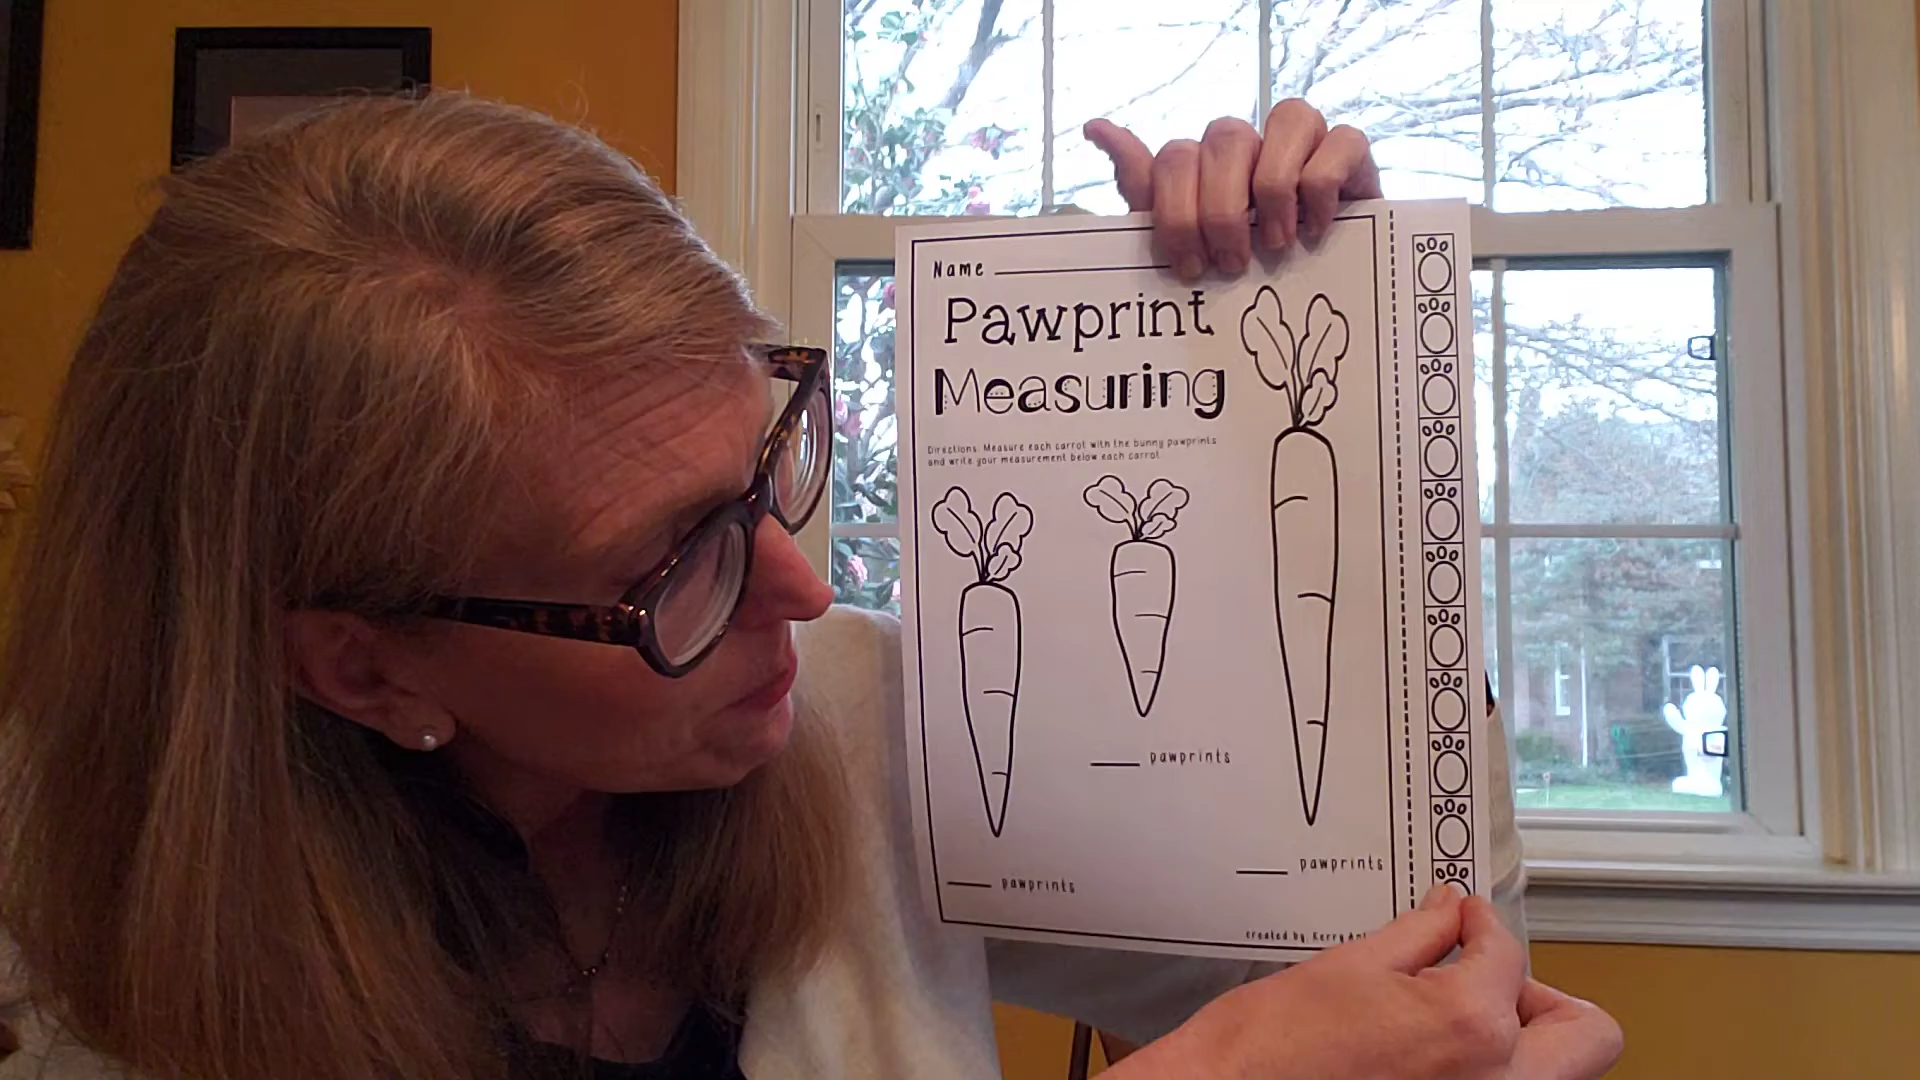 Name
Pawprint
Measuring
Directions: Measure each carrot with the bunny pawprints
and write your measurement below each carrot.
pawprints
pawprints
pawprints
created by: Kerry